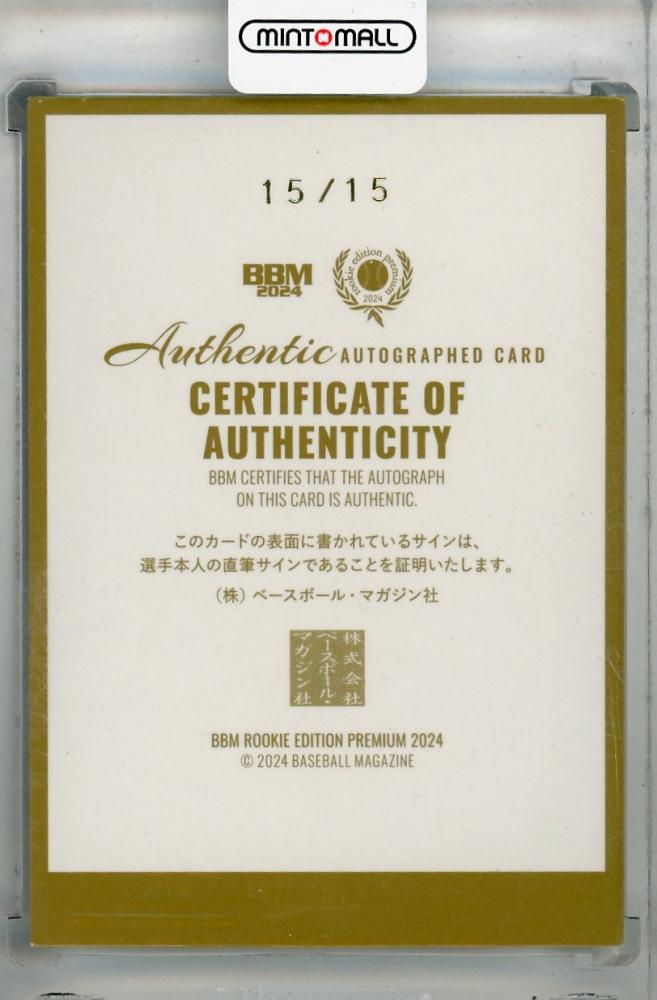 MINTOMALL
15/15
BBM
2024
rookie edition premium
2024
Authentic AUTOGRAPHED CARD
CERTIFICATE OF
AUTHENTICITY
BBM CERTIFIES THAT THE AUTOGRAPH
ON THIS CARD IS AUTHENTIC.
このカードの表面に書かれているサインは、
選手本人の直筆サインであることを証明いたします。
（株）ベースボール・マガジン社
株式会社
ベースボール・
マガジン社
BBM ROOKIE EDITION PREMIUM 2024
© 2024 BASEBALL MAGAZINE